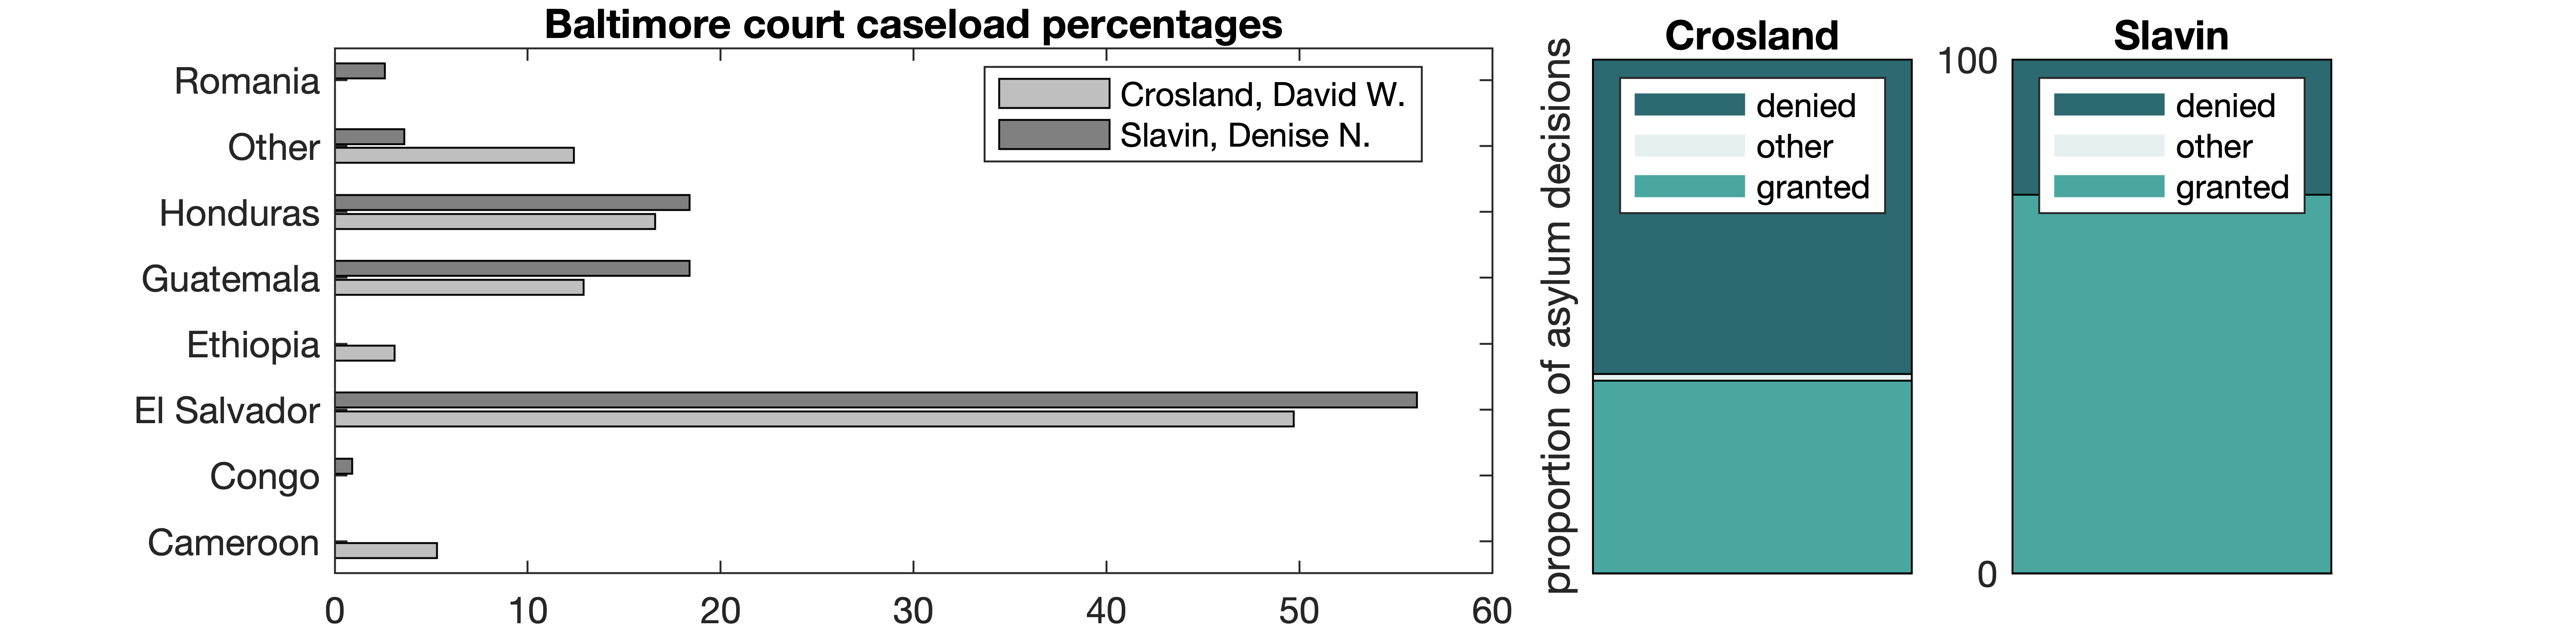 Baltimore court caseload percentages
Romania
Other
Honduras
Guatemala
Ethiopia
El Salvador
Congo
Cameroon
0 10 20 30 40 50 60
Crosland, David W.
Slavin, Denise N.
proportion of asylum decisions
Crosland
denied
other
granted
Slavin
100
0
denied
other
granted